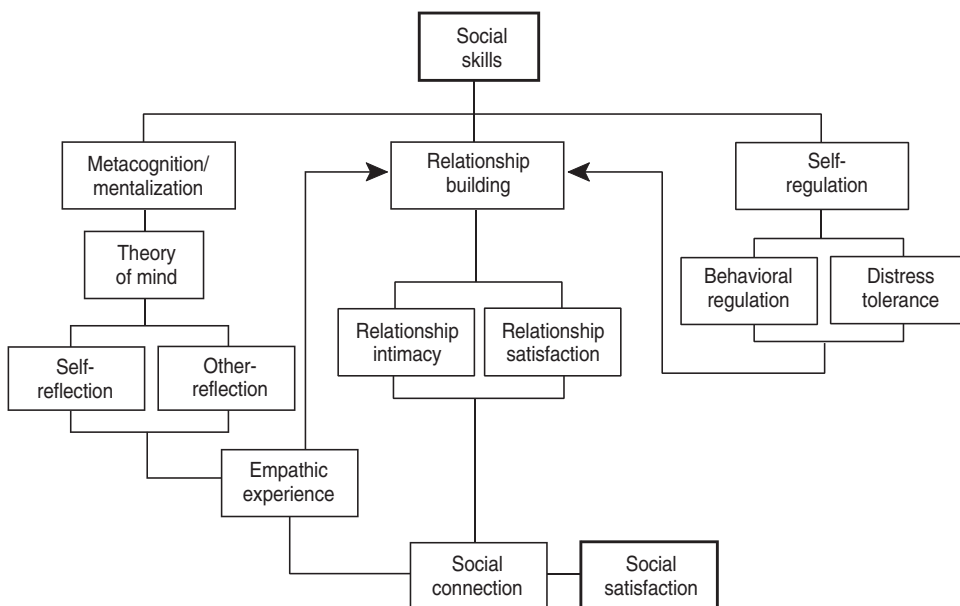 Social
skills
Metacognition/
mentalization
Relationship
building
Self-
regulation
Theory
of mind
Behavioral
regulation
Distress
tolerance
Relationship
intimacy
Relationship
satisfaction
Self-
reflection
Other-
reflection
Empathic
experience
Social
connection
Social
satisfaction